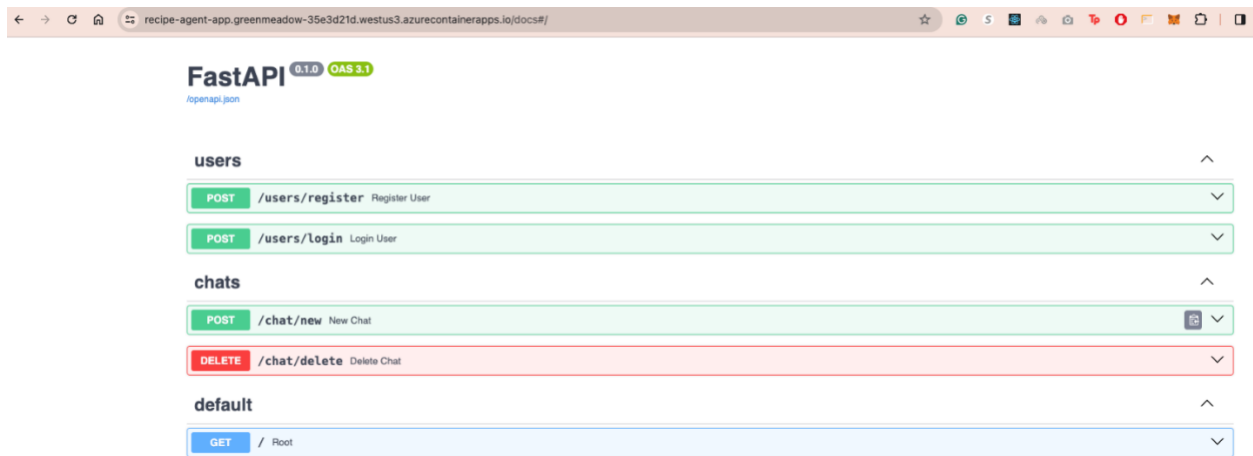 recipe-agent-app.greenmeadow-35e3d21d.westus3.azurecontainerapps.io/docs#/
FastAPI 0.1.0 OAS 3.1
/openapi.json
users
POST /users/register Register User
POST /users/login Login User
chats
POST /chat/new New Chat
DELETE /chat/delete Delete Chat
default
GET / Root